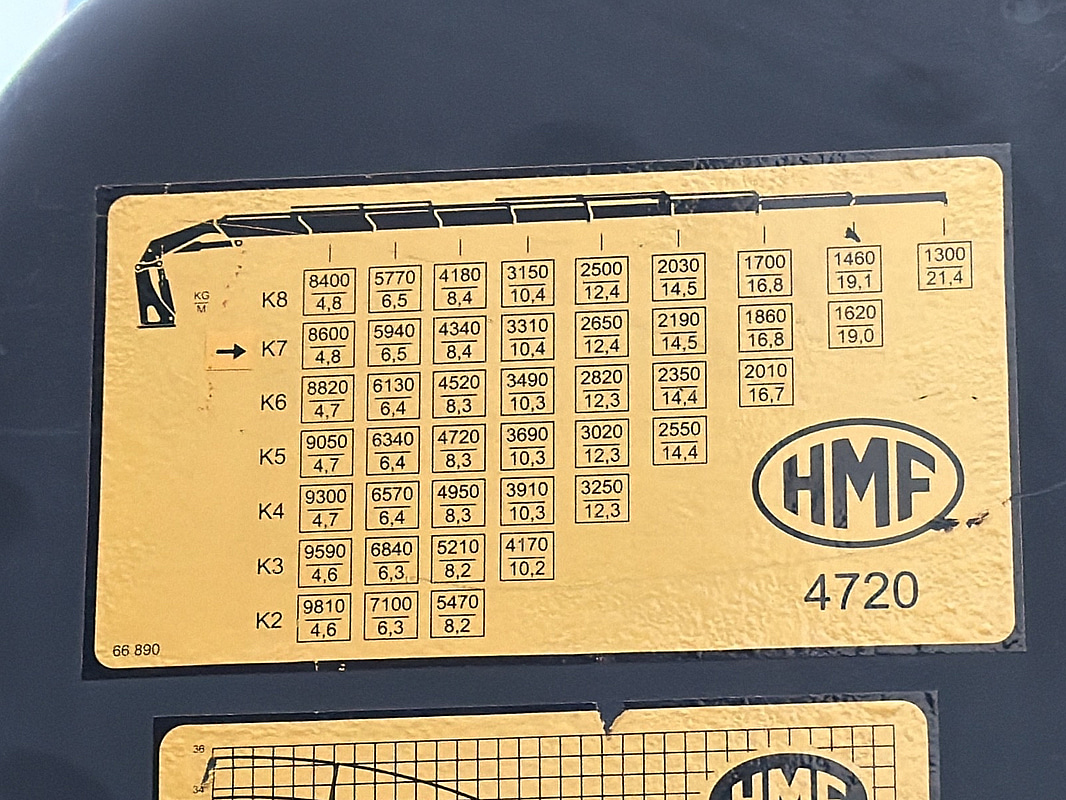 KG
M
K8 8400 5770 4180 3150 2500 2030 1700 1460 1300
4,8 6,5 8,4 10,4 12,4 14,5 16,8 19,1 21,4
K7 8600 5940 4340 3310 2650 2190 1860 1620
4,8 6,5 8,4 10,4 12,4 14,5 16,8 19,0
K6 8820 6130 4520 3490 2820 2350 2010
4,7 6,4 8,3 10,3 12,3 14,4 16,7
K5 9050 6340 4720 3690 3020 2550
4,7 6,4 8,3 10,3 12,3 14,4
K4 9300 6570 4950 3910 3250
4,7 6,4 8,3 10,3 12,3
K3 9590 6840 5210 4170
4,6 6,3 8,2 10,2
K2 9810 7100 5470
4,6 6,3 8,2
HMF
4720
66 890
36
34
HMF